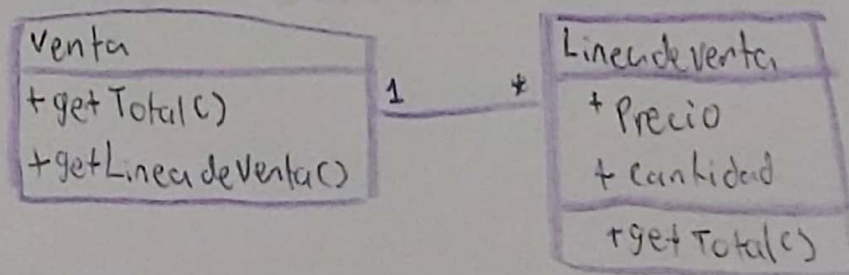 Venta
+ getTotal()
+ getLineadeVenta()
1
*
Lineadeventa
+ Precio
+ cantidad
+ getTotal()